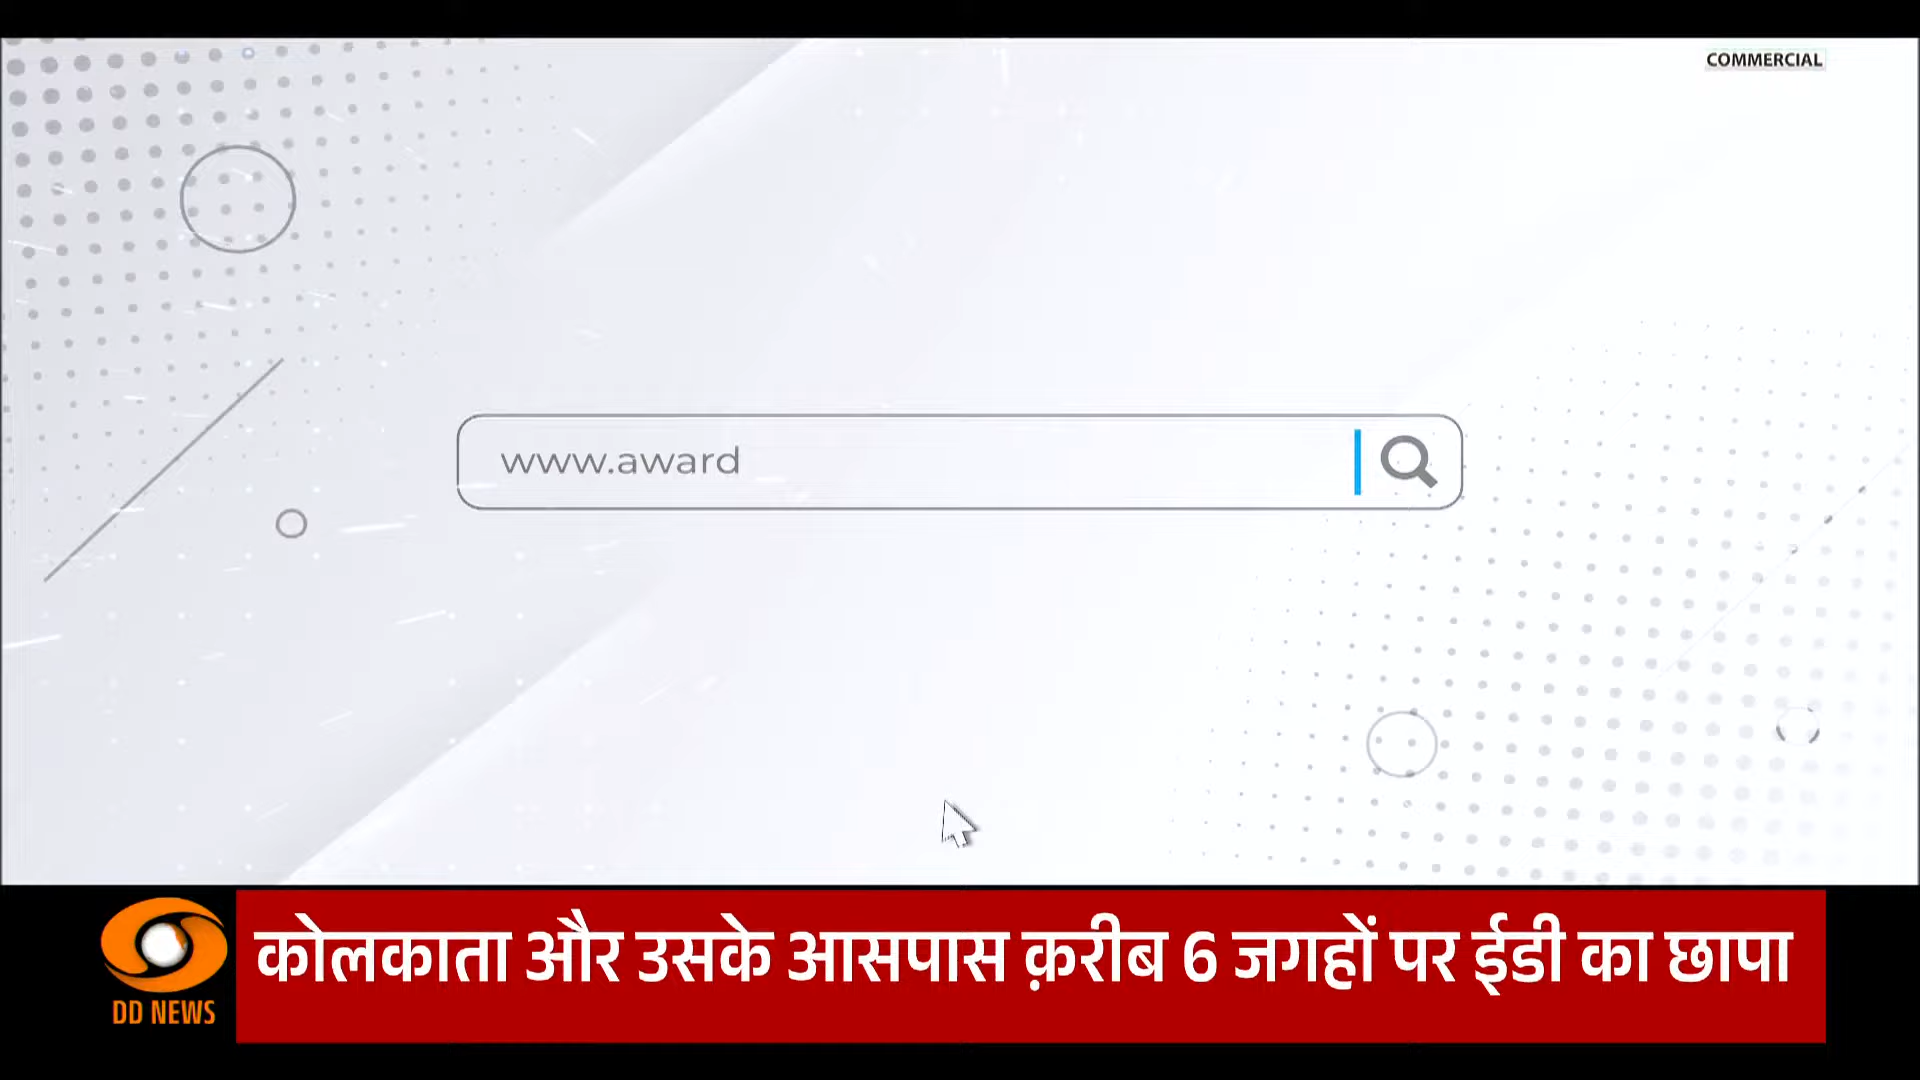 COMMERCIAL
www.award
कोलकाता और उसके आसपास क़रीब 6 जगहों पर ईडी का छापा
DD NEWS